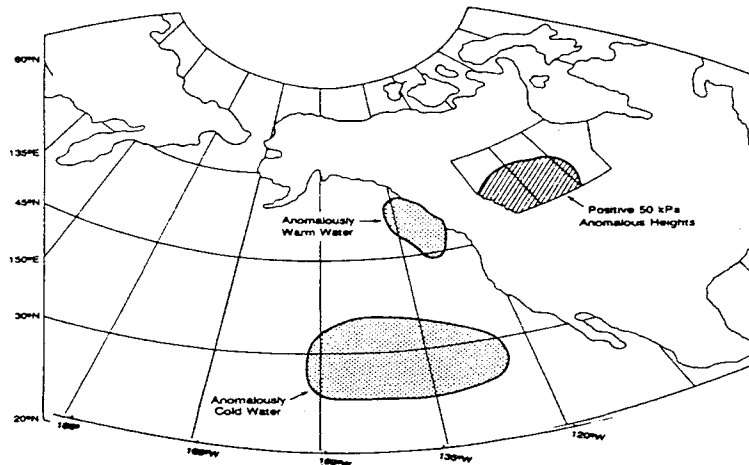 60°N
135°E
45°N
150°E
30°N
20°N
Anomalously
Warm Water
Positive 50 kPa
Anomalous Heights
Anomalously
Cold Water
135°W
120°W